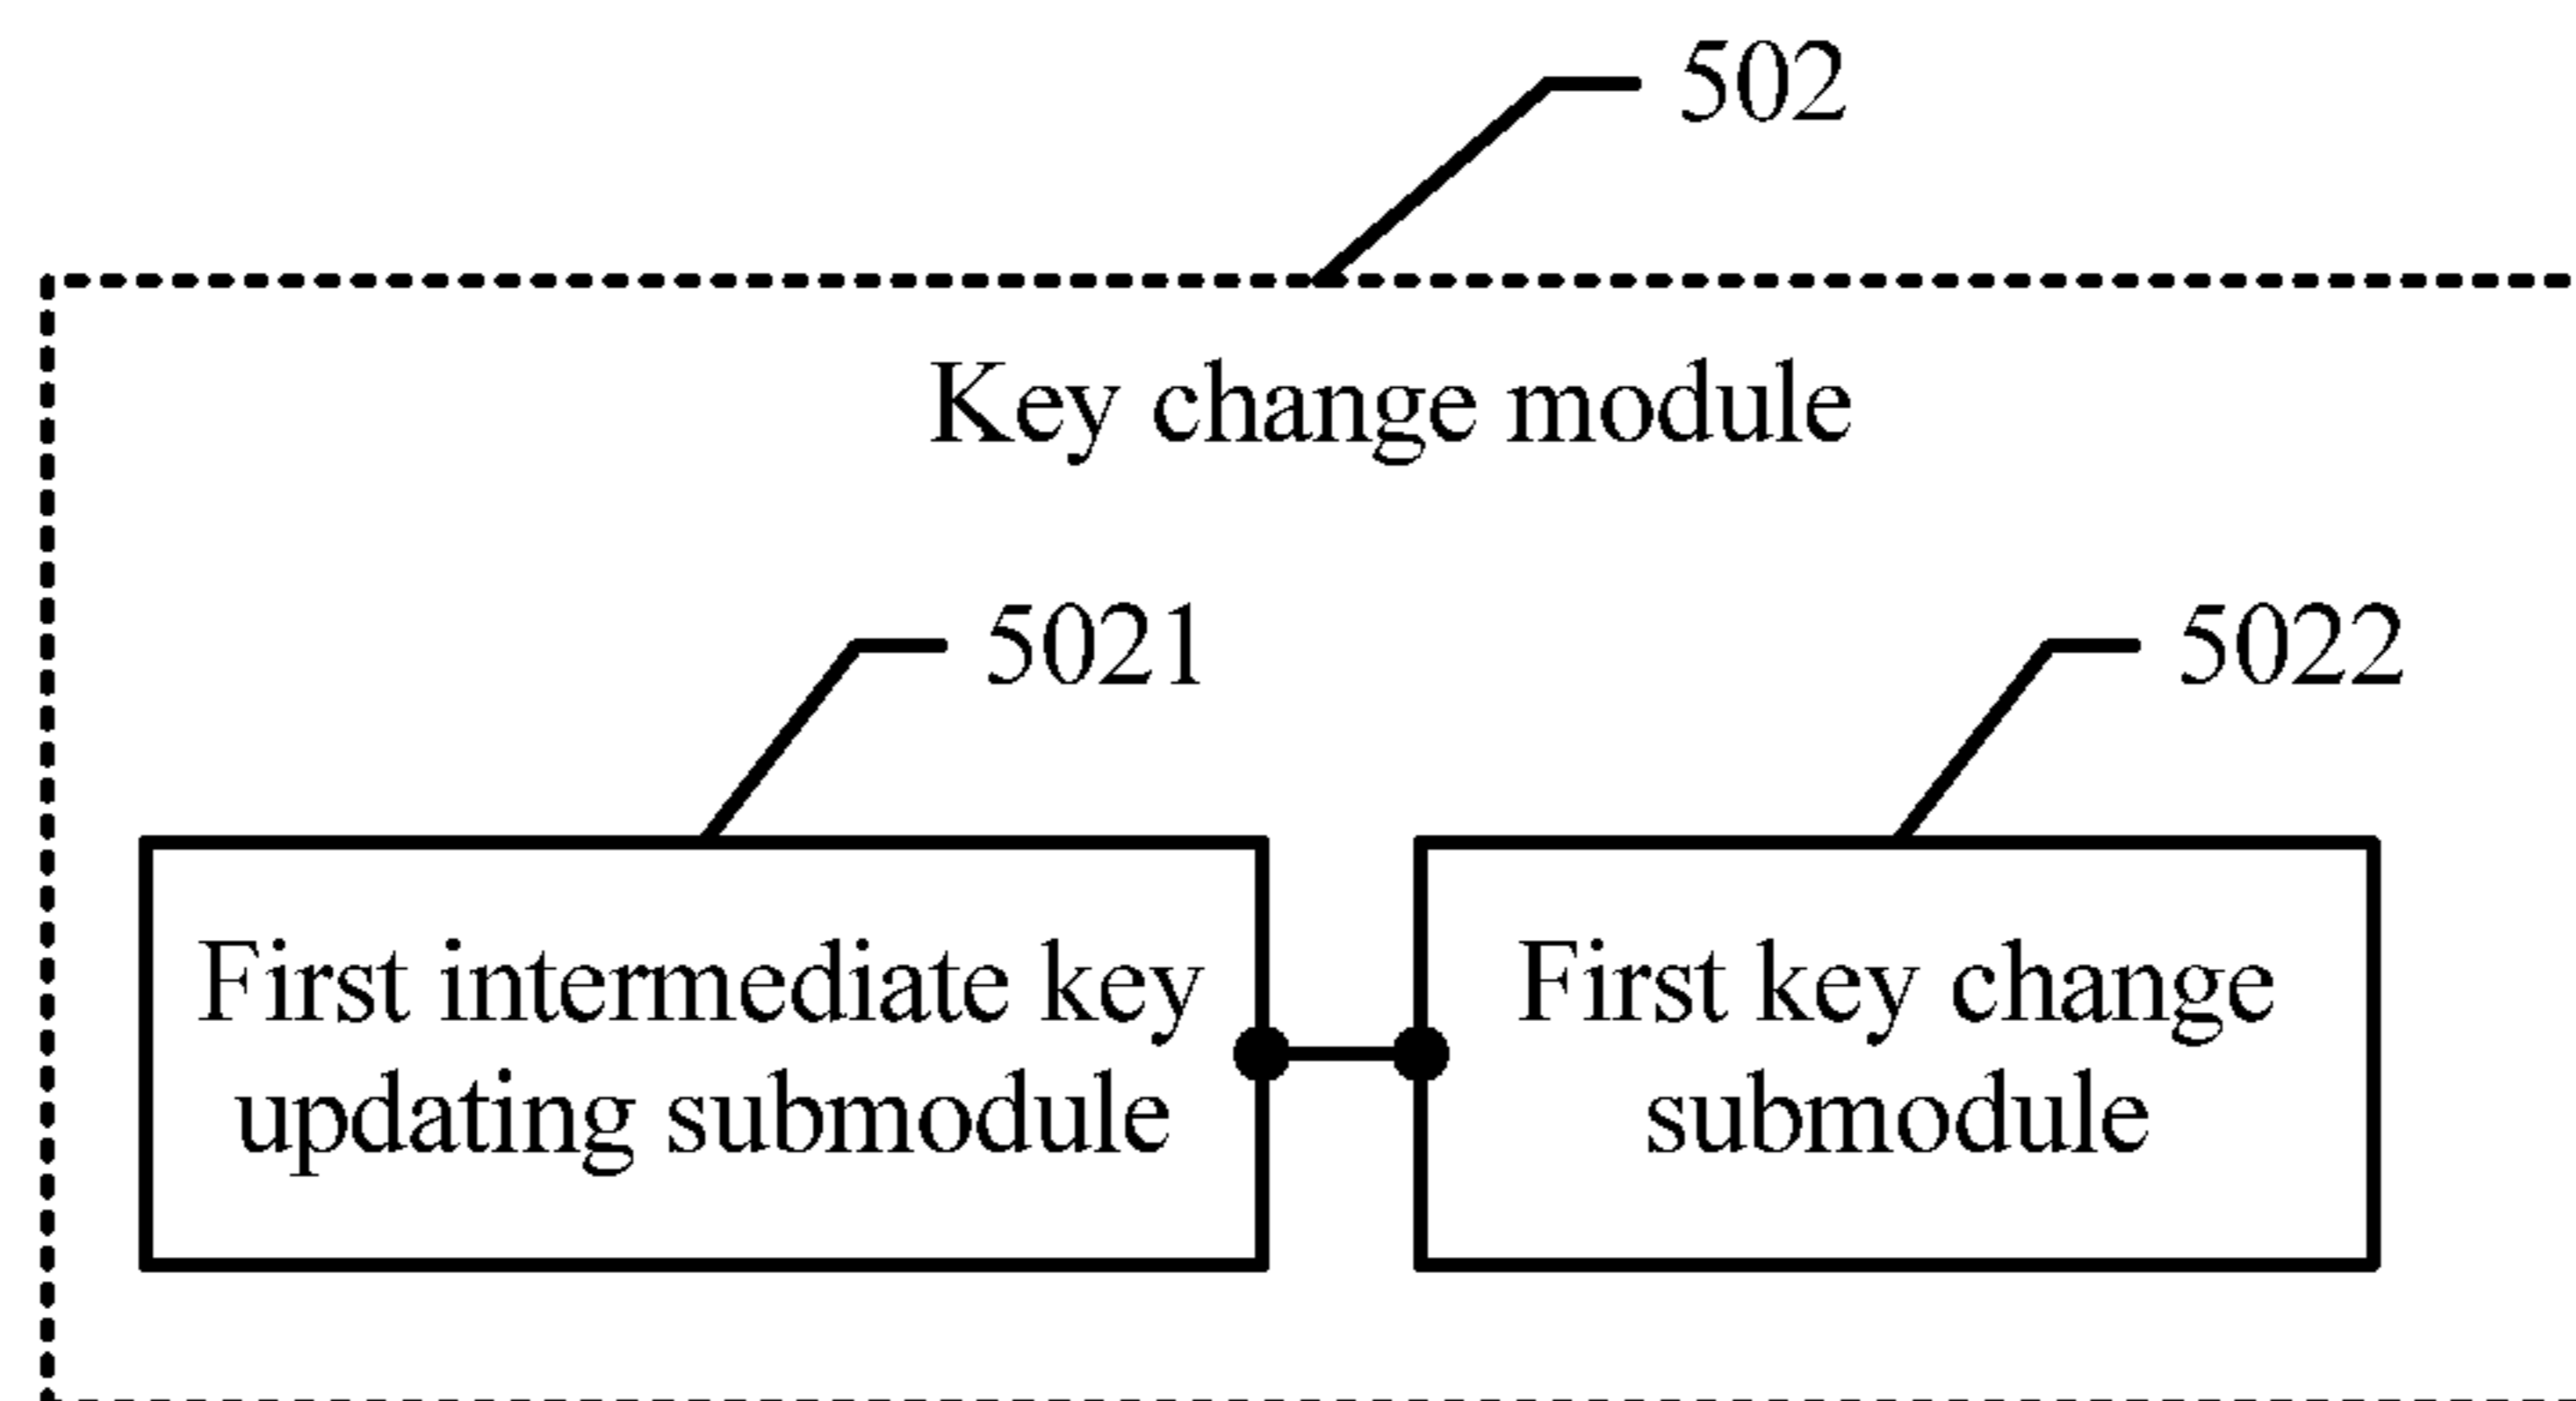 502
Key change module
5021
5022
First intermediate key
updating submodule
First key change
submodule